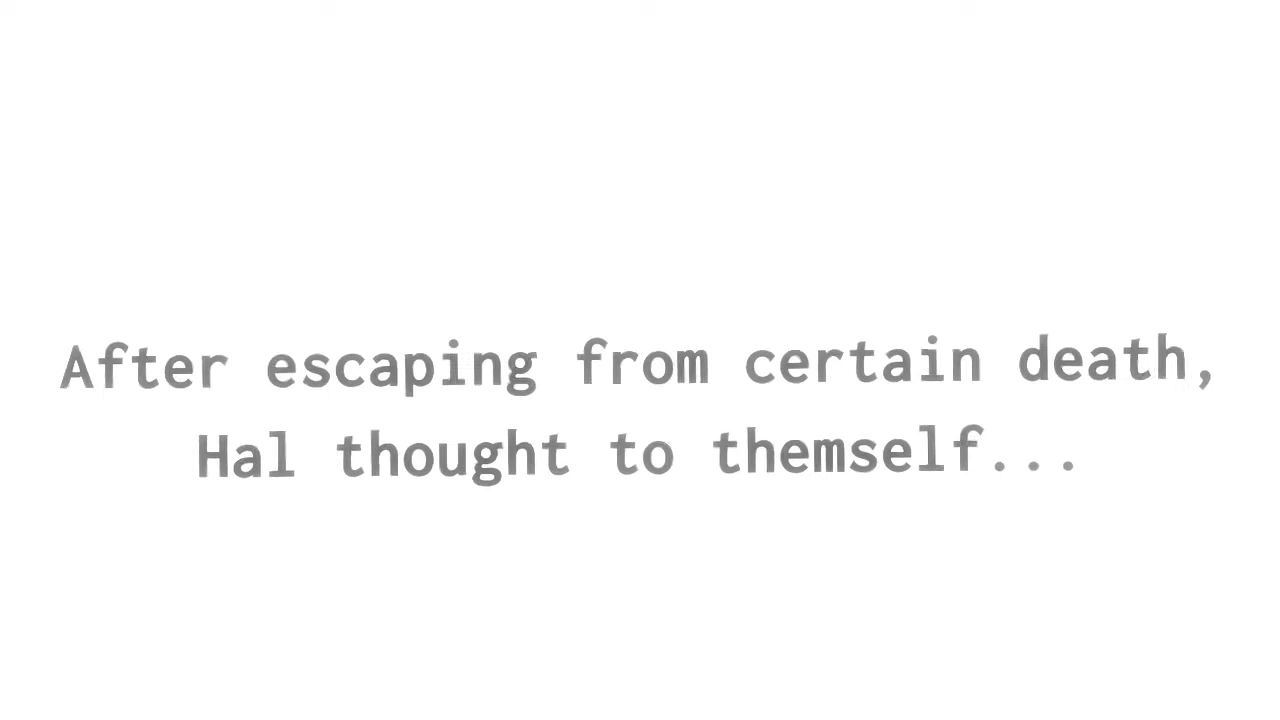 After escaping from certain death,
Hal thought to themself...